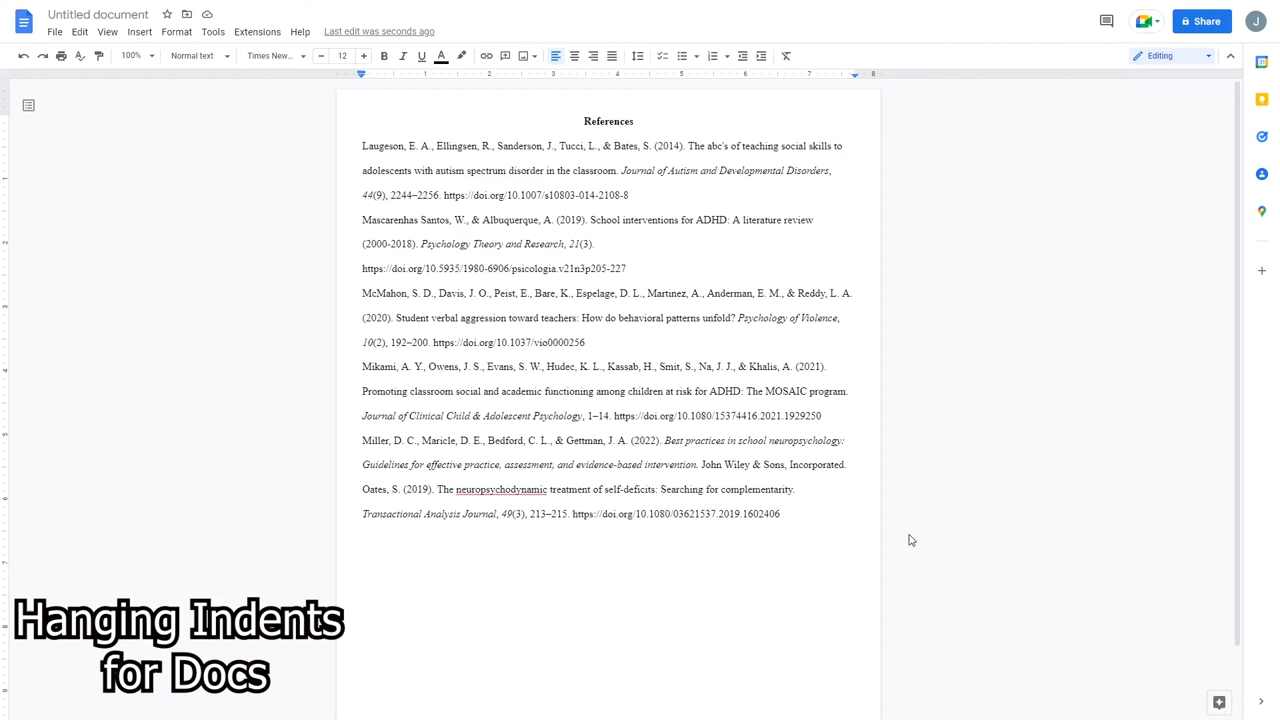 Untitled document
File Edit View Insert Format Tools Extensions Help Last edit was seconds ago
Share
J
100% Normal text Times New... 12 B I U A Editing
1 2 3 4 5 6 7 8
References
Laugeson, E. A., Ellingsen, R., Sanderson, J., Tucci, L., & Bates, S. (2014). The abc's of teaching social skills to
adolescents with autism spectrum disorder in the classroom. Journal of Autism and Developmental Disorders,
44(9), 2244–2256. https://doi.org/10.1007/s10803-014-2108-8
Mascarenhas Santos, W., & Albuquerque, A. (2019). School interventions for ADHD: A literature review
(2000-2018). Psychology Theory and Research, 21(3).
https://doi.org/10.5935/1980-6906/psicologia.v21n3p205-227
McMahon, S. D., Davis, J. O., Peist, E., Bare, K., Espelage, D. L., Martinez, A., Anderman, E. M., & Reddy, L. A.
(2020). Student verbal aggression toward teachers: How do behavioral patterns unfold? Psychology of Violence,
10(2), 192–200. https://doi.org/10.1037/vio0000256
Mikami, A. Y., Owens, J. S., Evans, S. W., Hudec, K. L., Kassab, H., Smit, S., Na, J. J., & Khalis, A. (2021).
Promoting classroom social and academic functioning among children at risk for ADHD: The MOSAIC program.
Journal of Clinical Child & Adolescent Psychology, 1–14. https://doi.org/10.1080/15374416.2021.1929250
Miller, D. C., Maricle, D. E., Bedford, C. L., & Gettman, J. A. (2022). Best practices in school neuropsychology:
Guidelines for effective practice, assessment, and evidence-based intervention. John Wiley & Sons, Incorporated.
Oates, S. (2019). The neuropsychodynamic treatment of self-deficits: Searching for complementarity.
Transactional Analysis Journal, 49(3), 213–215. https://doi.org/10.1080/03621537.2019.1602406
Hanging Indents
for Docs